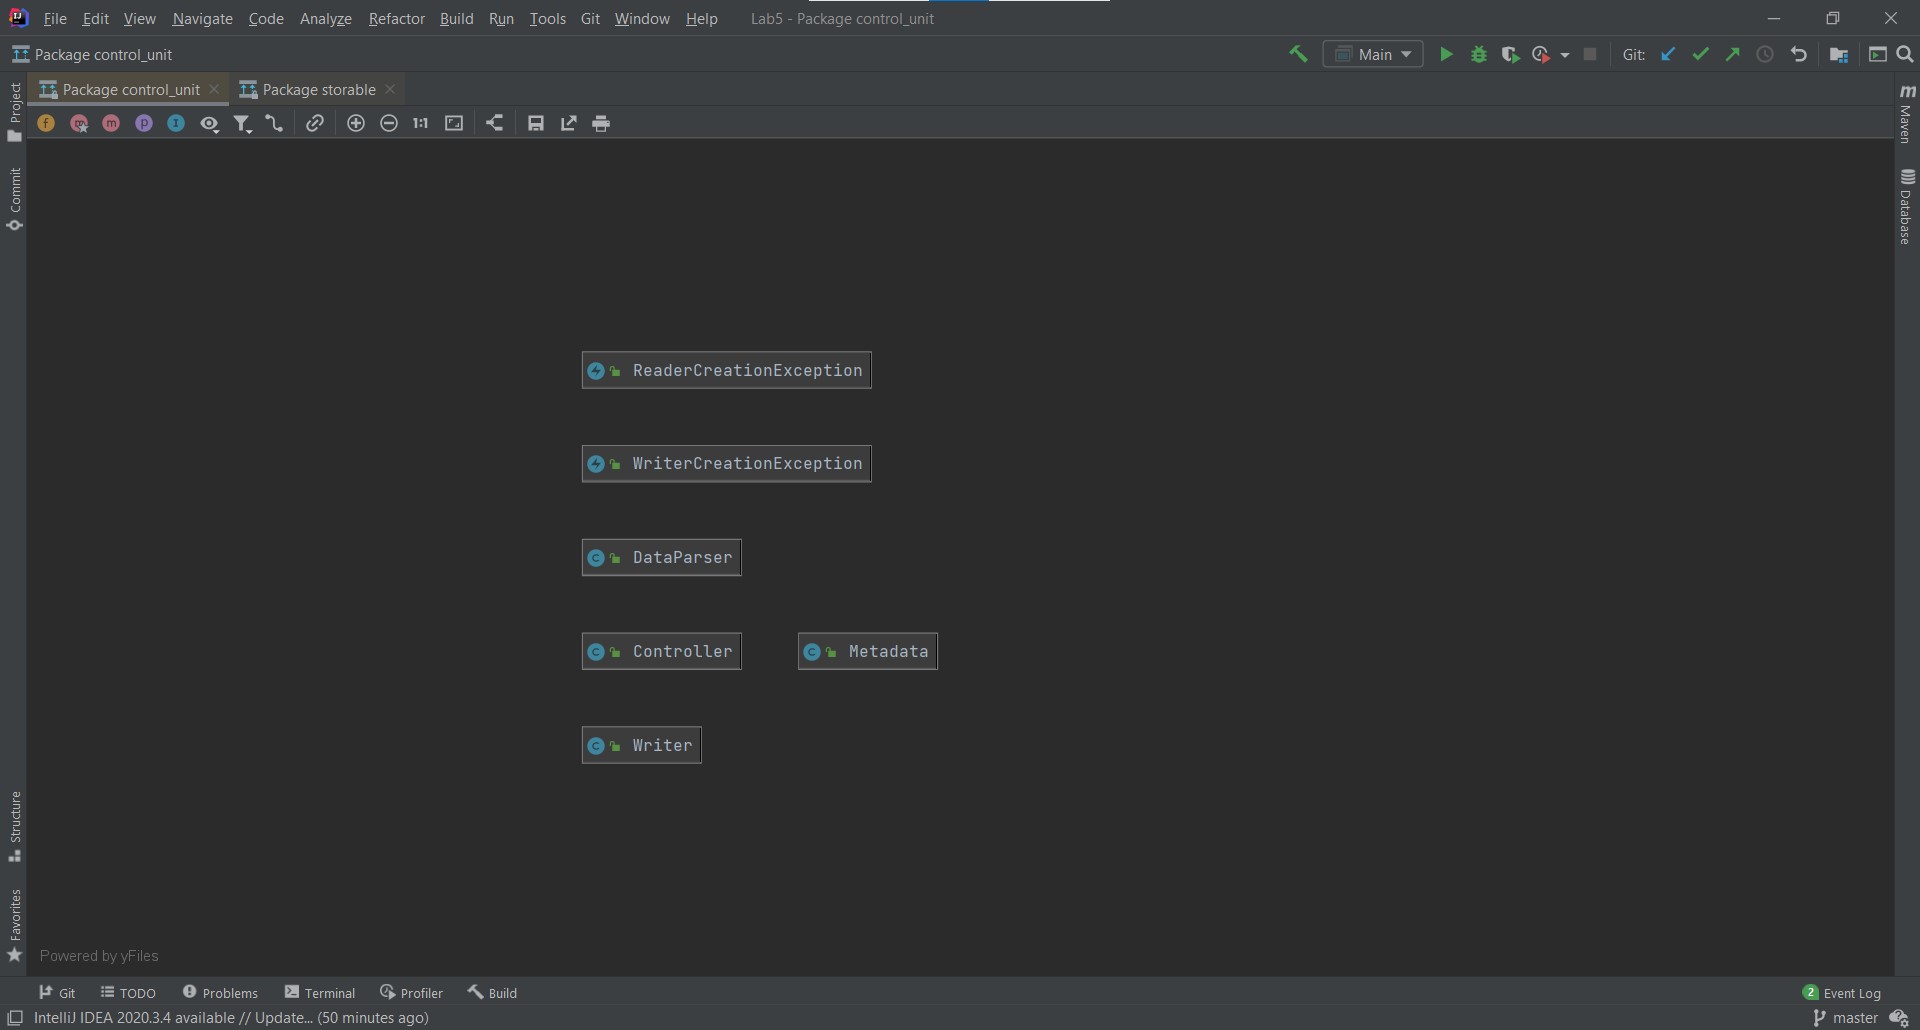 File Edit View Navigate Code Analyze Refactor Build Run Tools Git Window Help Lab5 - Package control_unit
Package control_unit Main Git:
Package control_unit Package storable
f m m p I 1:1
Project
Commit
Structure
Favorites
m Maven
Database
ReaderCreationException
WriterCreationException
C DataParser
C Controller C Metadata
C Writer
Powered by yFiles
Git TODO Problems Terminal Profiler Build 2 Event Log
IntelliJ IDEA 2020.3.4 available // Update... (50 minutes ago) master